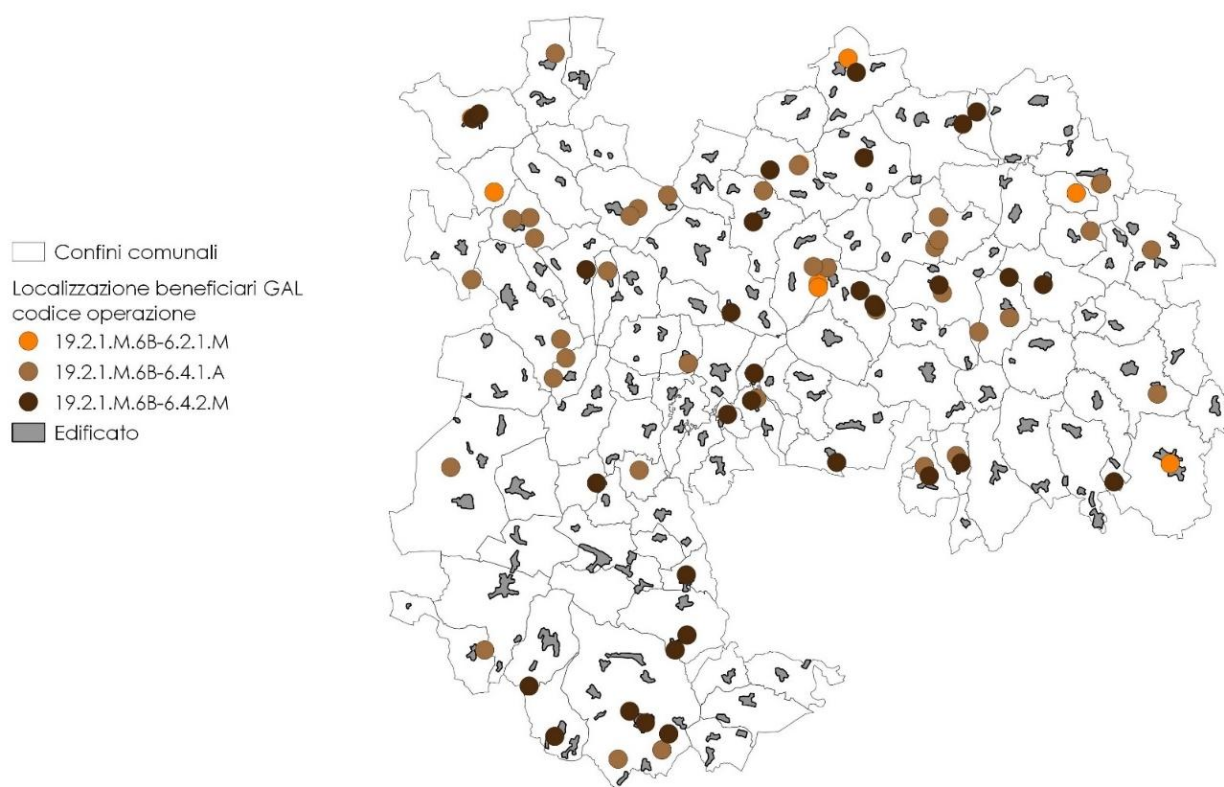 Confini comunali
Localizzazione beneficiari GAL
codice operazione
19.2.1.M.6B-6.2.1.M
19.2.1.M.6B-6.4.1.A
19.2.1.M.6B-6.4.2.M
Edificato